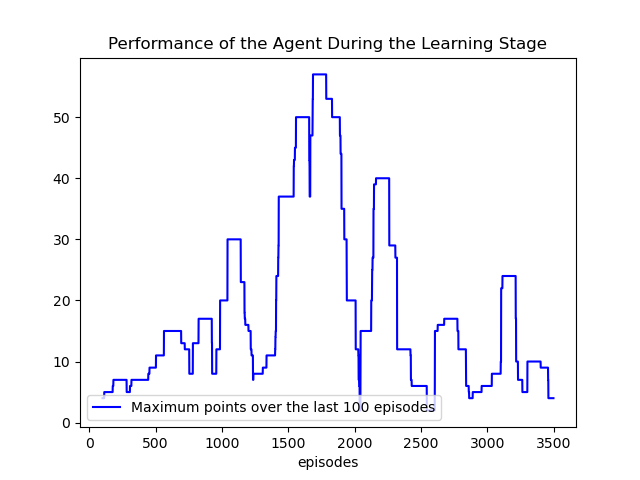 Performance of the Agent During the Learning Stage
50
40
30
20
10
0
Maximum points over the last 100 episodes
0 500 1000 1500 2000 2500 3000 3500
episodes